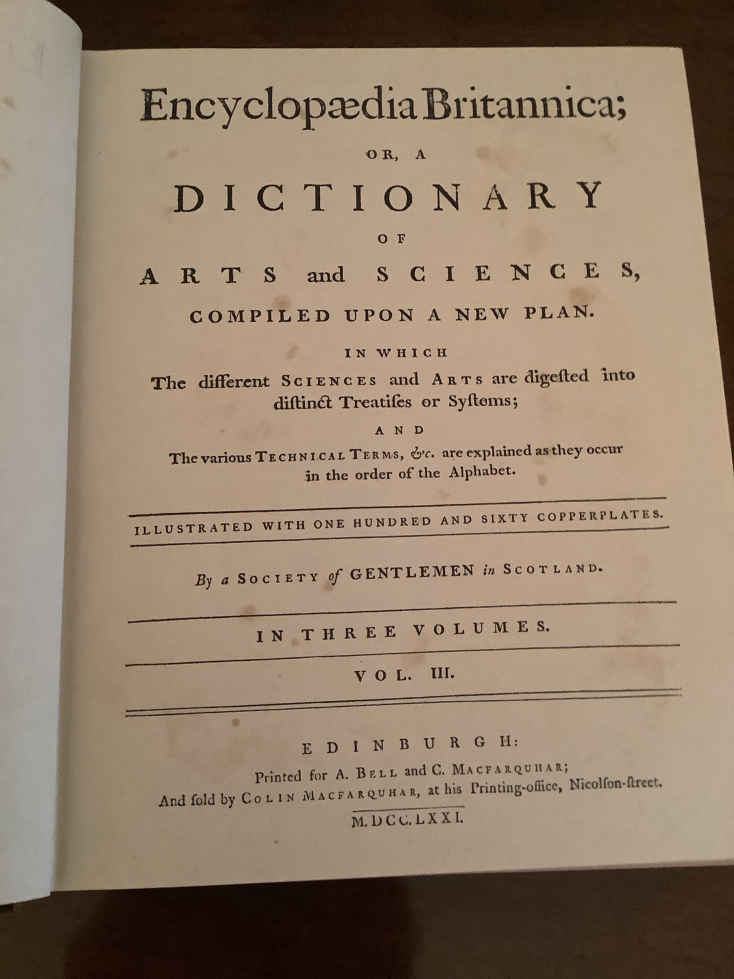 Encyclopædia Britannica;
OR, A
DICTIONARY
OF
ARTS and SCIENCES,
COMPILED UPON A NEW PLAN.
IN WHICH
The different SCIENCES and ARTS are digeſted into
diſtinct Treatiſes or Syſtems;
AND
The various TECHNICAL TERMS, &c. are explained as they occur
in the order of the Alphabet.
ILLUSTRATED WITH ONE HUNDRED AND SIXTY COPPERPLATES.
By a SOCIETY of GENTLEMEN in SCOTLAND.
IN THREE VOLUMES.
VOL. III.
EDINBURGH:
Printed for A. BELL and C. MACFARQUHAR;
And ſold by COLIN MACFARQUHAR, at his Printing-office, Nicolſon-ſtreet.
M.DCC.LXXI.